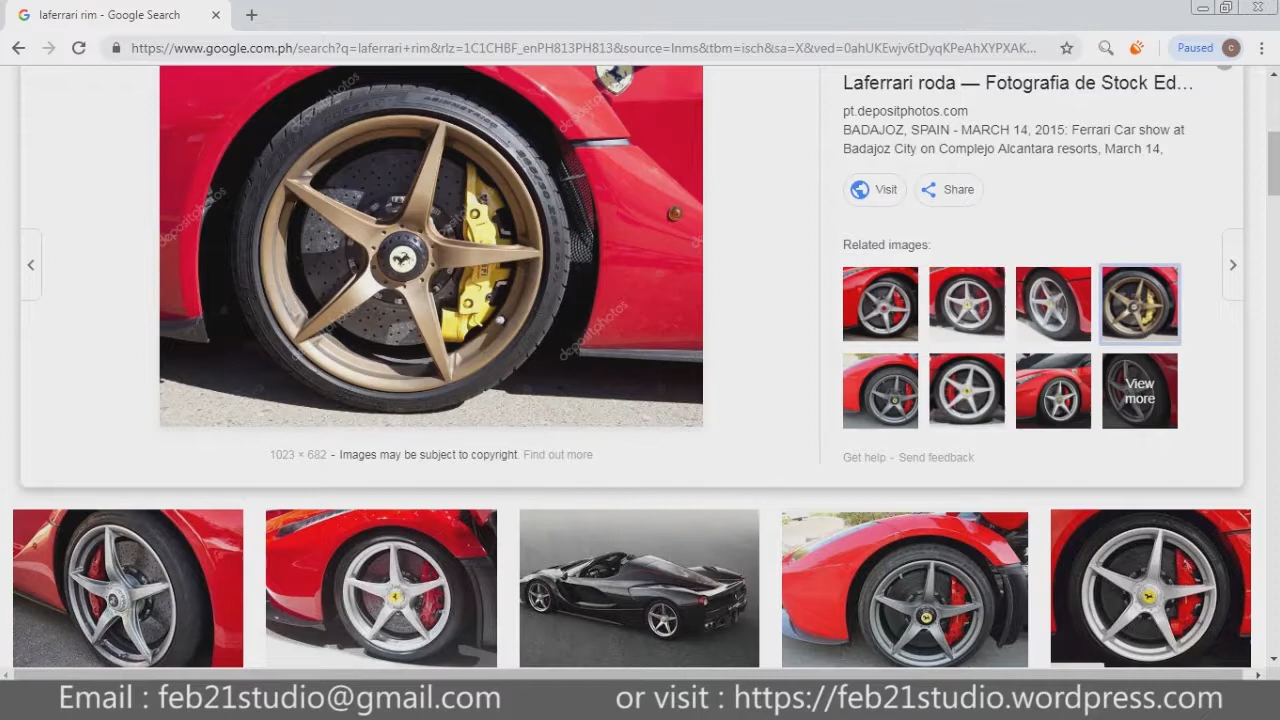 laferrari rim - Google Search
https://www.google.com.ph/search?q=laferrari+rim&rlz=1C1CHBF_enPH813PH813&source=lnms&tbm=isch&sa=X&ved=0ahUKEwjv6tDyqKPeAhXYPXAK...
Paused
C
Laferrari roda — Fotografia de Stock Ed...
pt.depositphotos.com
BADAJOZ, SPAIN - MARCH 14, 2015: Ferrari Car show at
Badajoz City on Complejo Alcantara resorts, March 14,
Visit
Share
Related images:
View
more
depositphotos
depositphotos
depositphotos
depositphotos
1023 × 682 - Images may be subject to copyright. Find out more
Get help - Send feedback
Email : feb21studio@gmail.com
or visit : https://feb21studio.wordpress.com